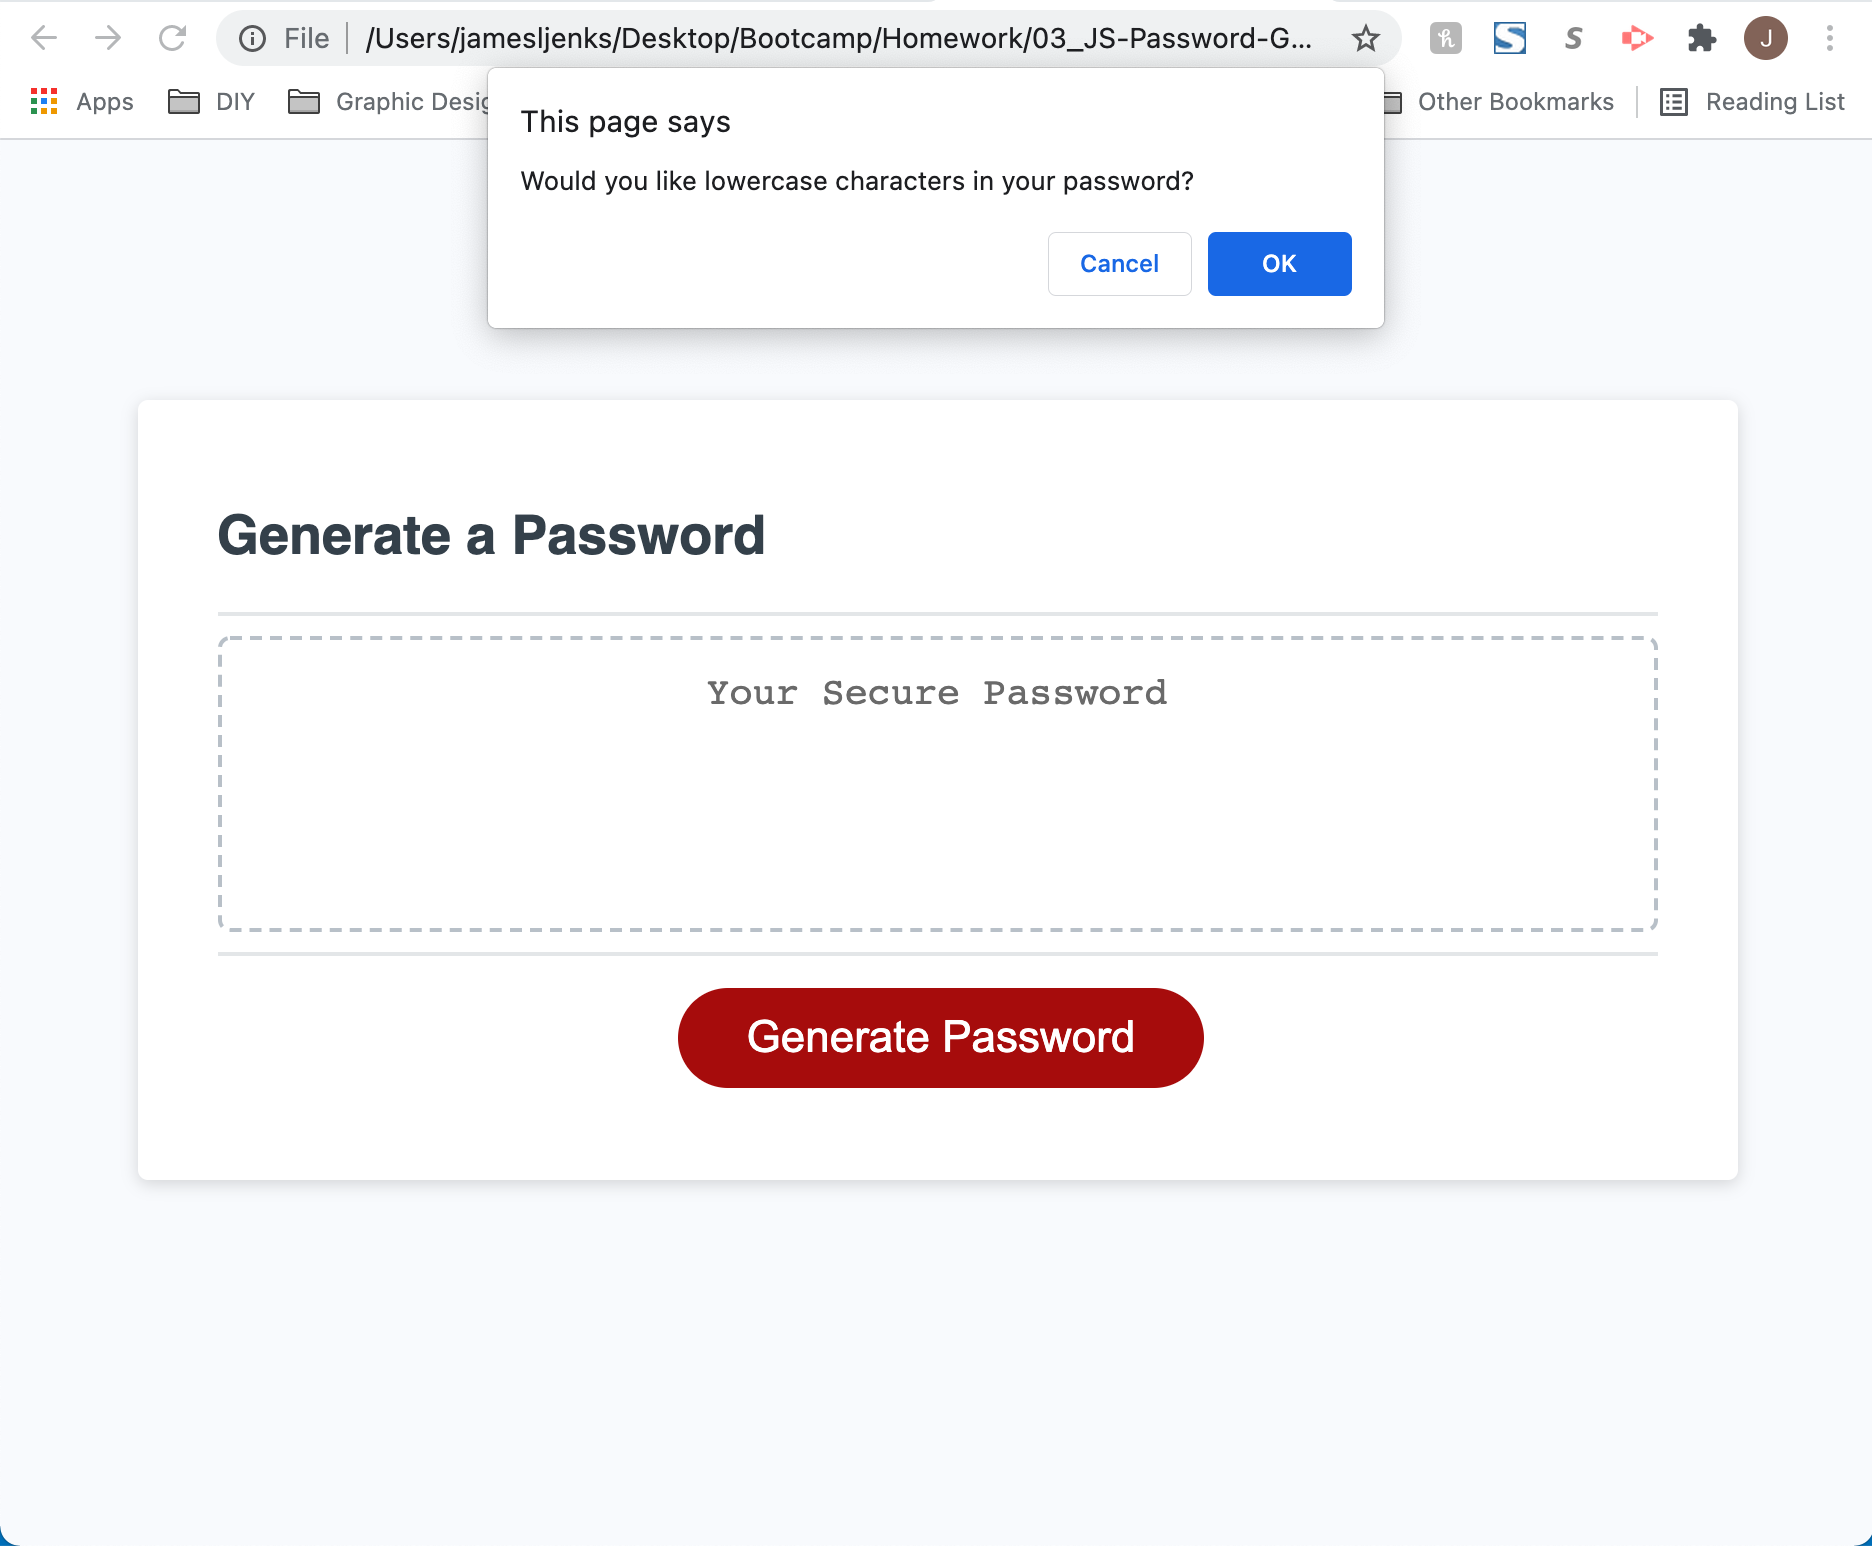 File | /Users/jamesljenks/Desktop/Bootcamp/Homework/03_JS-Password-G...
J
Apps DIY Graphic Desig Other Bookmarks Reading List
This page says
Would you like lowercase characters in your password?
Cancel OK
Generate a Password
Your Secure Password
Generate Password